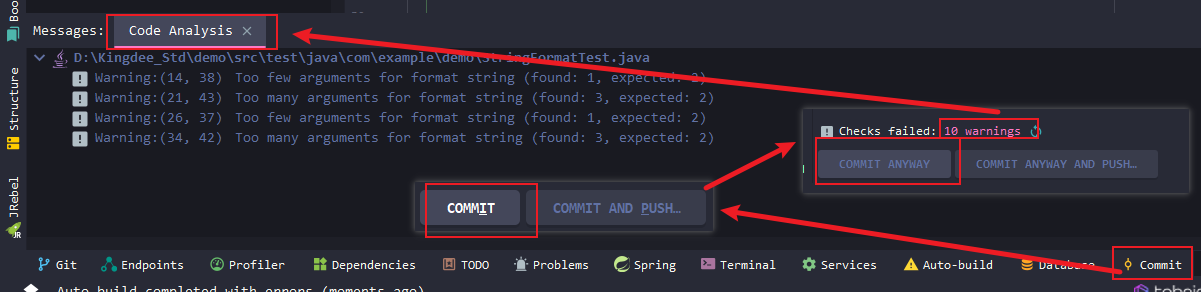 Boo
Messages: Code Analysis ×
D:\Kingdee_Std\demo\src\test\java\com\example\demo\StringFormatTest.java
Warning:(14, 38) Too few arguments for format string (found: 1, expected: 2)
Warning:(21, 43) Too many arguments for format string (found: 3, expected: 2)
Warning:(26, 37) Too few arguments for format string (found: 1, expected: 2)
Warning:(34, 42) Too many arguments for format string (found: 3, expected: 2)
Structure
JRebel
JR
Checks failed: 10 warnings
COMMIT ANYWAY COMMIT ANYWAY AND PUSH...
COMMIT COMMIT AND PUSH...
Git Endpoints Profiler Dependencies TODO Problems Spring Terminal Services Auto-build Database Commit
Auto build completed with errors (moments ago)